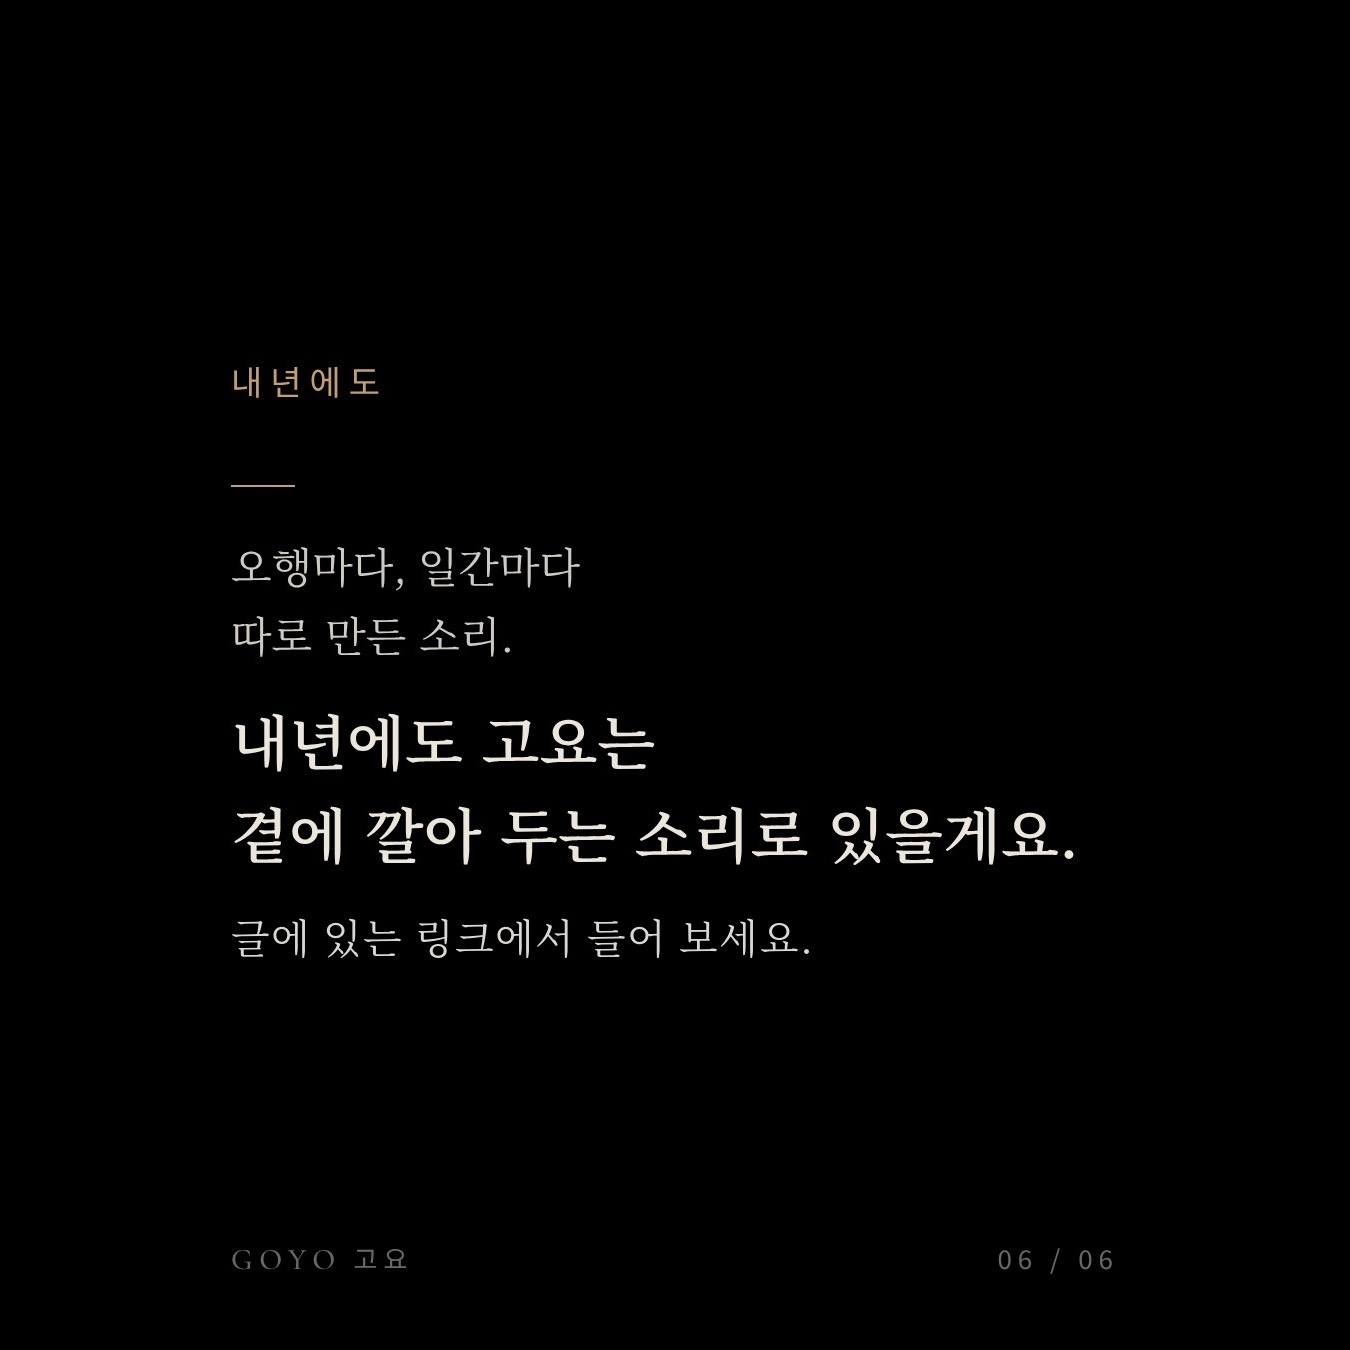 내년에도
오행마다, 일간마다
따로 만든 소리.
내년에도 고요는
곁에 깔아 두는 소리로 있을게요.
글에 있는 링크에서 들어 보세요.
GOYO 고요
06 / 06